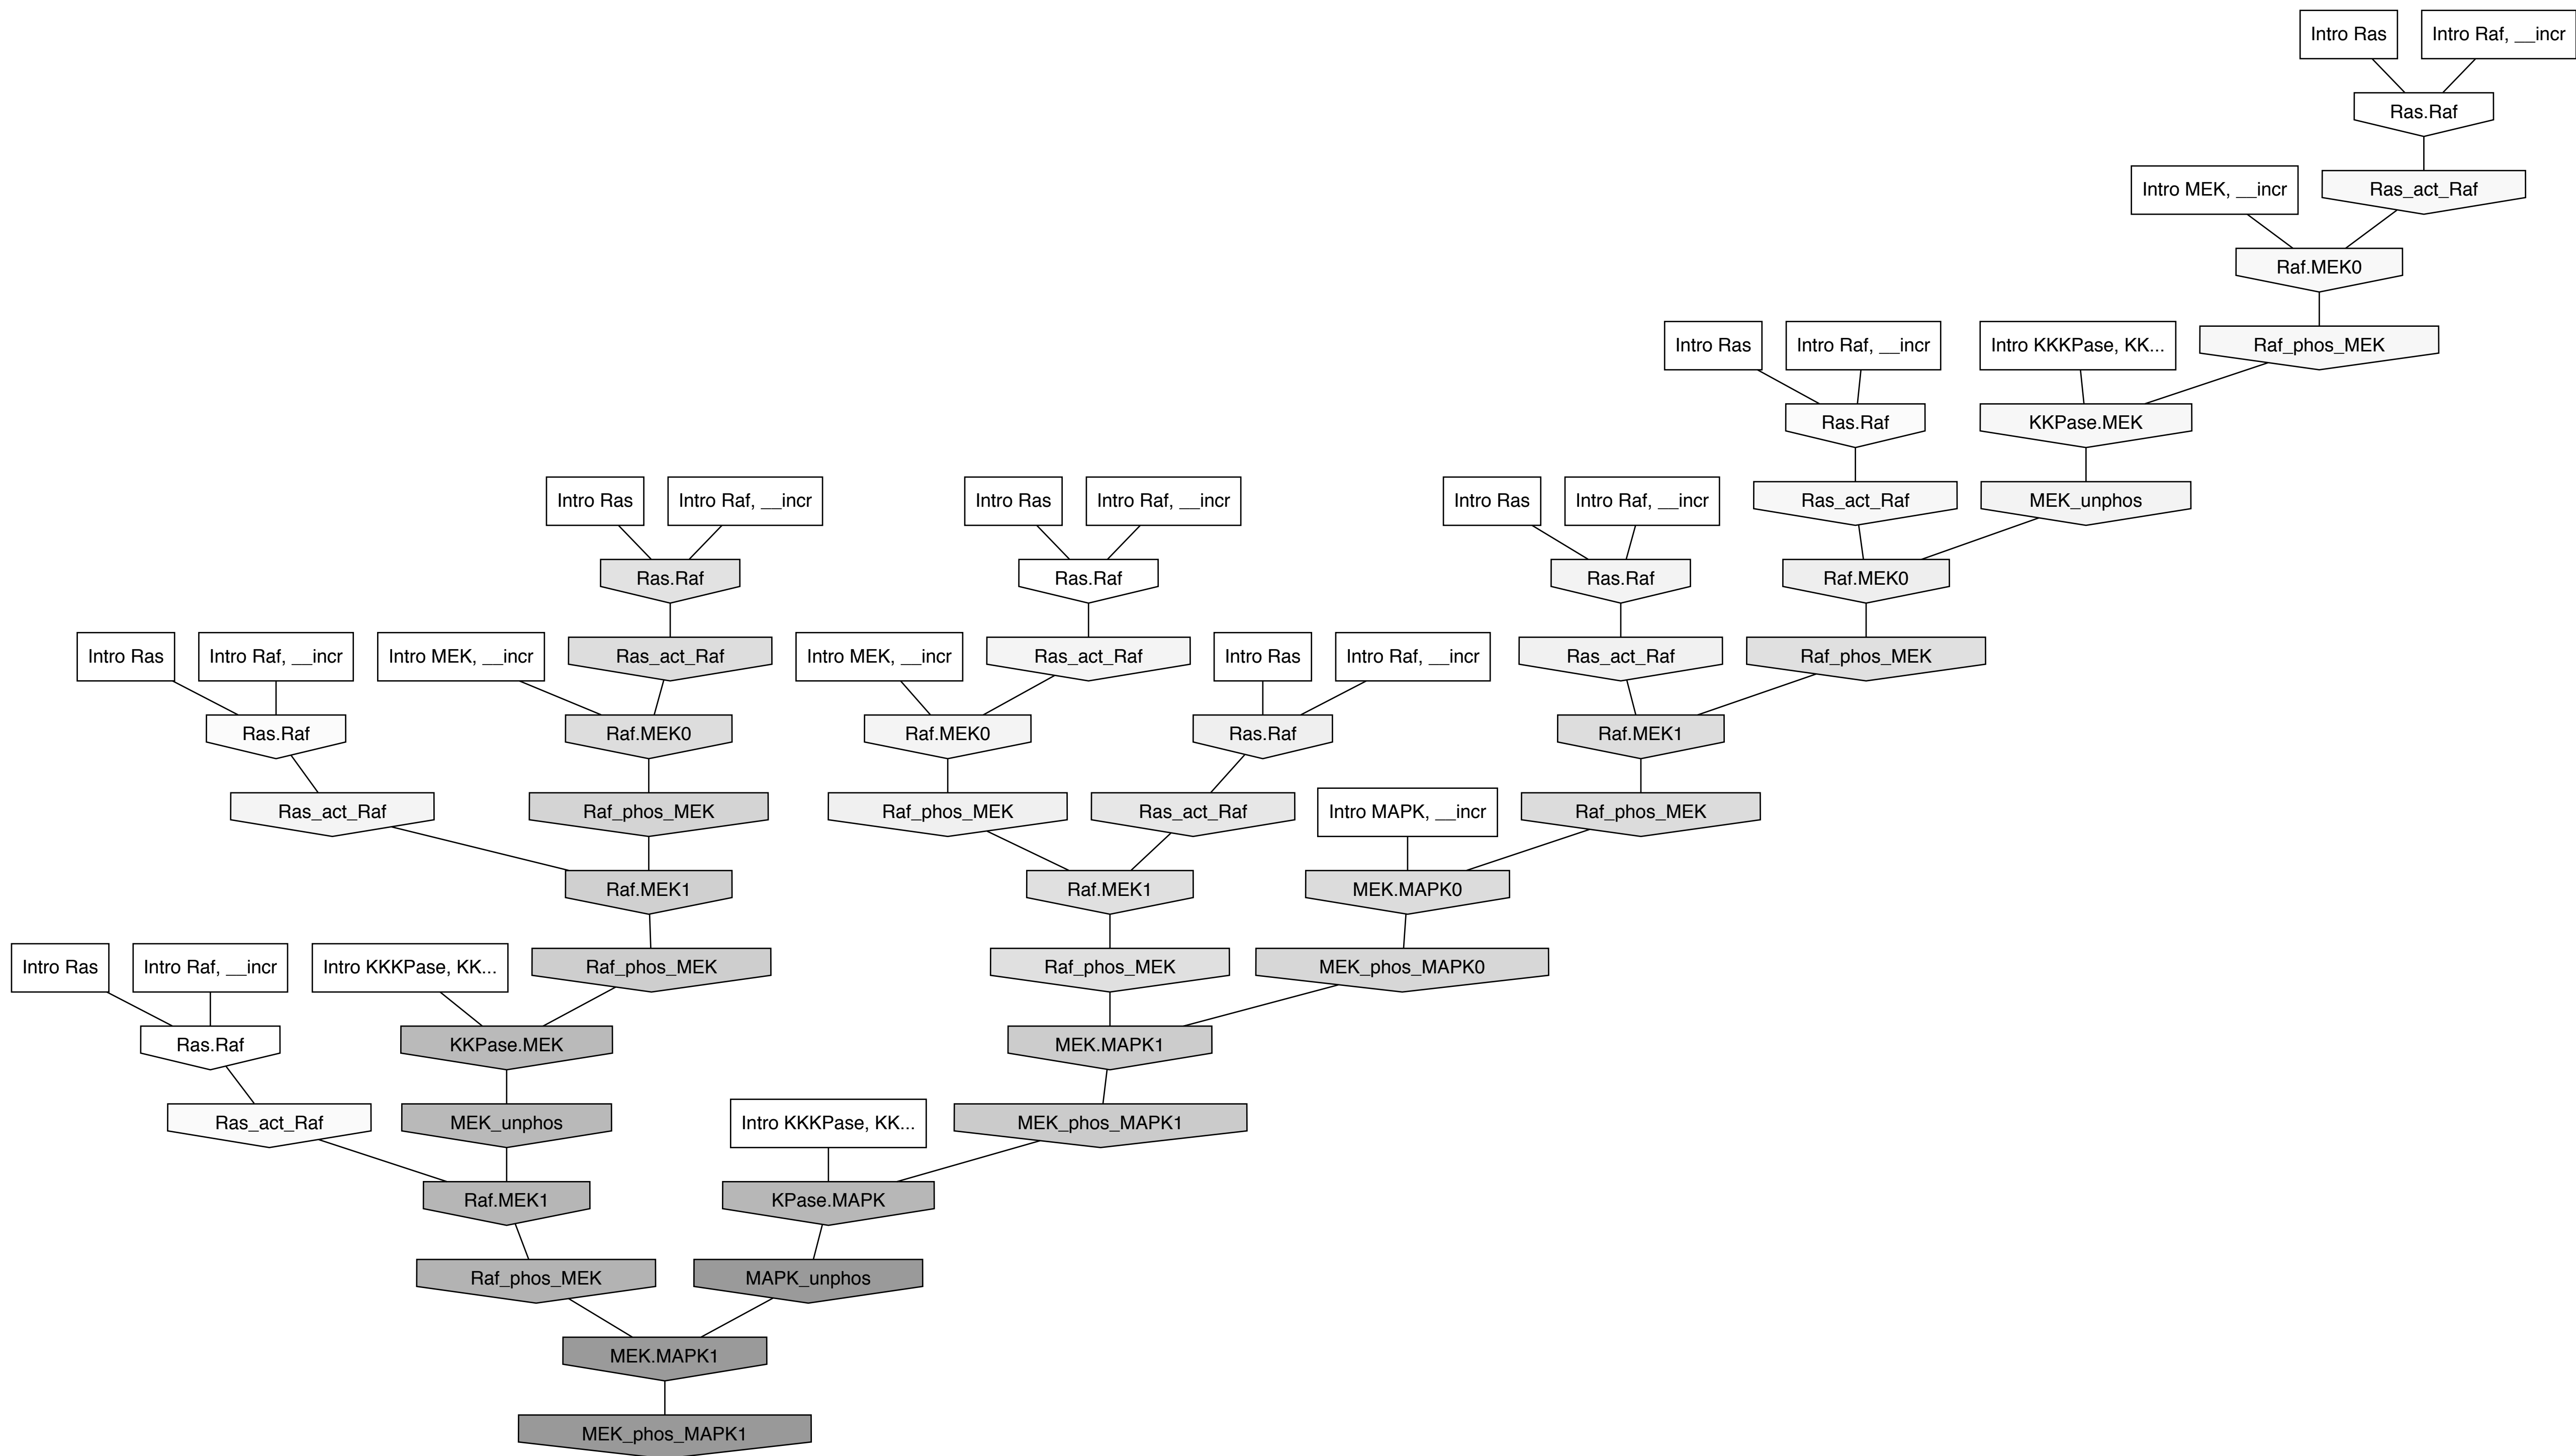 Intro Ras
Intro Raf, __incr
Ras.Raf
Intro MEK, __incr
Ras_act_Raf
Raf.MEK0
Intro Ras
Intro Raf, __incr
Intro KKKPase, KK...
Raf_phos_MEK
Ras.Raf
KKPase.MEK
Intro Ras
Intro Raf, __incr
Intro Ras
Intro Raf, __incr
Intro Ras
Intro Raf, __incr
Ras_act_Raf
MEK_unphos
Ras.Raf
Ras.Raf
Ras.Raf
Raf.MEK0
Intro Ras
Intro Raf, __incr
Intro MEK, __incr
Ras_act_Raf
Intro MEK, __incr
Ras_act_Raf
Intro Ras
Intro Raf, __incr
Ras_act_Raf
Raf_phos_MEK
Ras.Raf
Raf.MEK0
Raf.MEK0
Ras.Raf
Raf.MEK1
Ras_act_Raf
Raf_phos_MEK
Raf_phos_MEK
Ras_act_Raf
Intro MAPK, __incr
Raf_phos_MEK
Raf.MEK1
Raf.MEK1
MEK.MAPK0
Intro Ras
Intro Raf, __incr
Intro KKKPase, KK...
Raf_phos_MEK
Raf_phos_MEK
MEK_phos_MAPK0
Ras.Raf
KKPase.MEK
MEK.MAPK1
Ras_act_Raf
MEK_unphos
Intro KKKPase, KK...
MEK_phos_MAPK1
Raf.MEK1
KPase.MAPK
Raf_phos_MEK
MAPK_unphos
MEK.MAPK1
MEK_phos_MAPK1